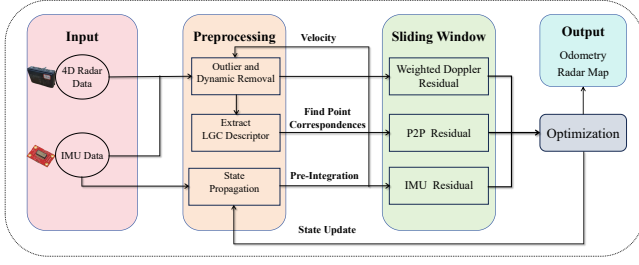 Input
4D Radar
Data
IMU Data
Preprocessing
Outlier and
Dynamic Removal
Extract
LGC Descriptor
State
Propagation
Velocity
Find Point
Correspondences
Pre-Integration
State Update
Sliding Window
Weighted Doppler
Residual
P2P Residual
IMU Residual
Output
Odometry
Radar Map
Optimization